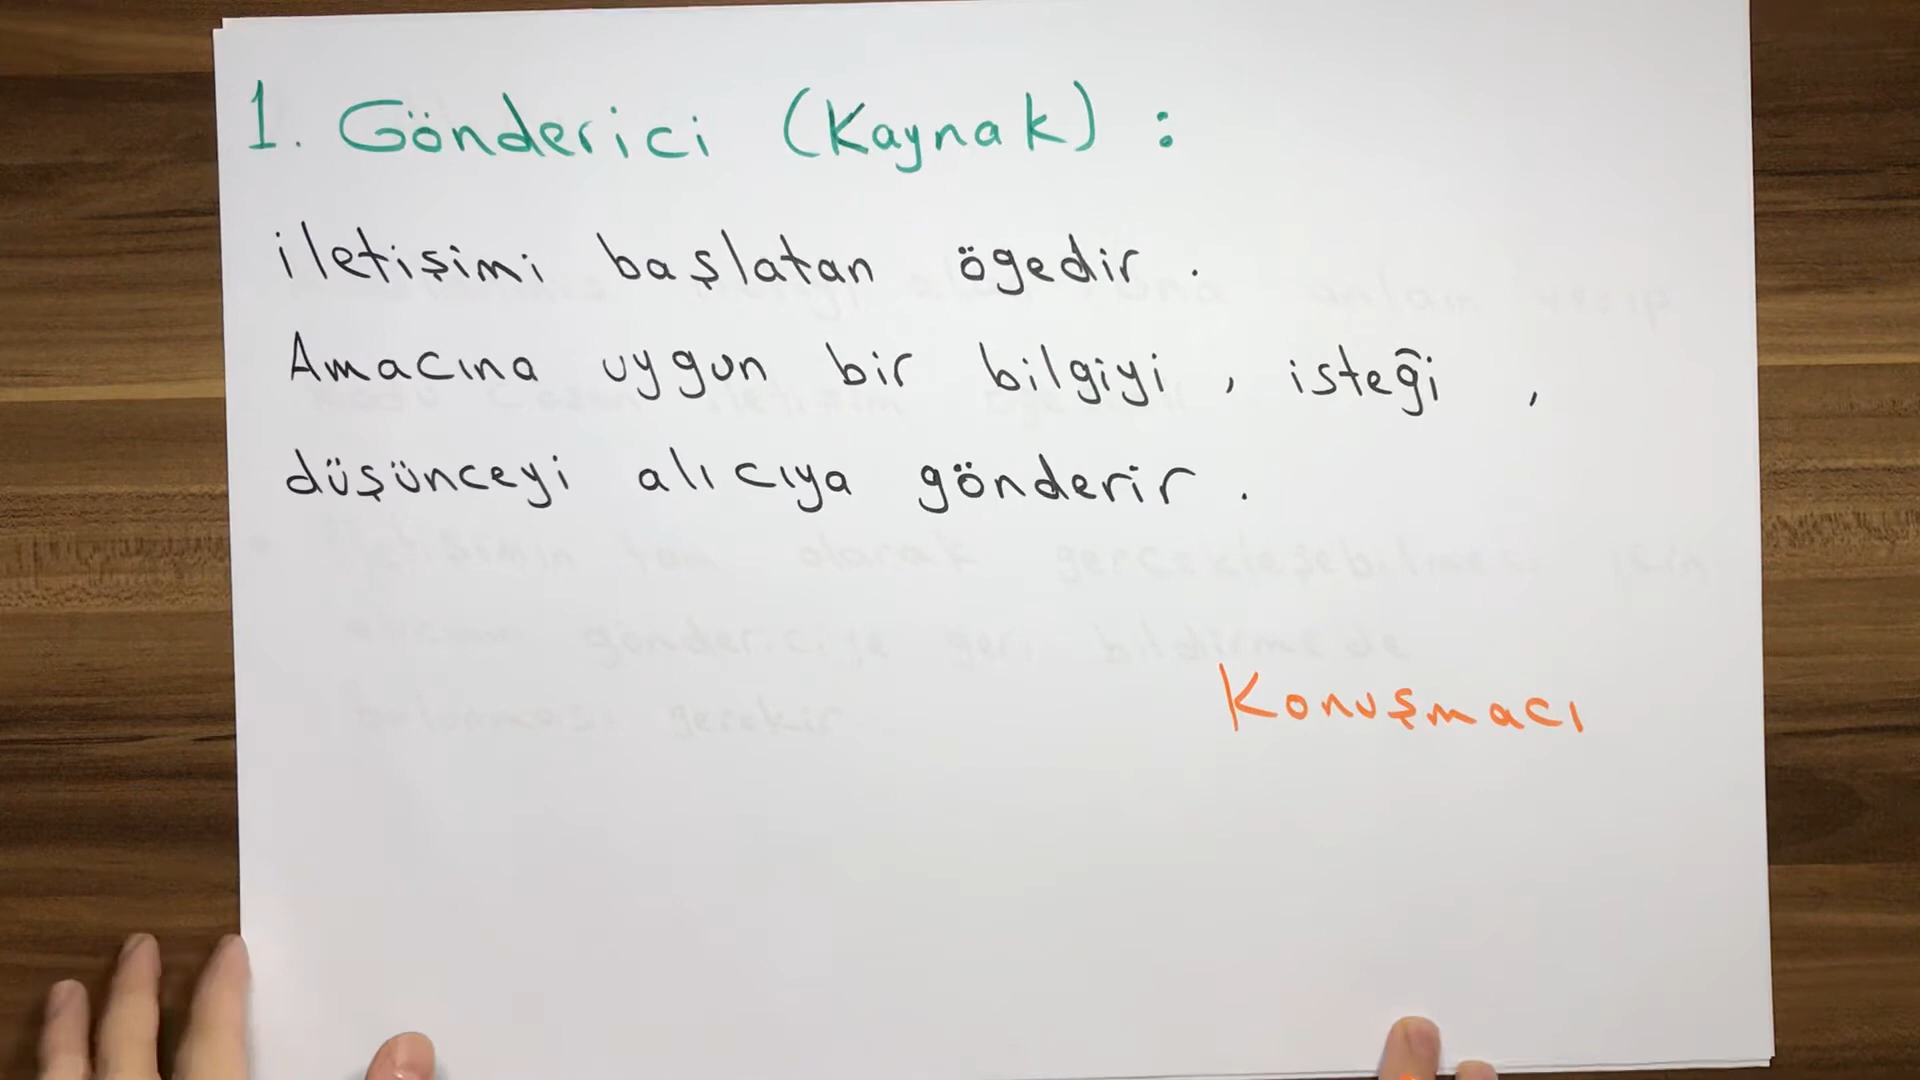 1. Gönderici (Kaynak) :
iletişimi başlatan ögedir .
Amacına uygun bir bilgiyi , isteği ,
düşünceyi alıcıya gönderir .
Konuşmacı